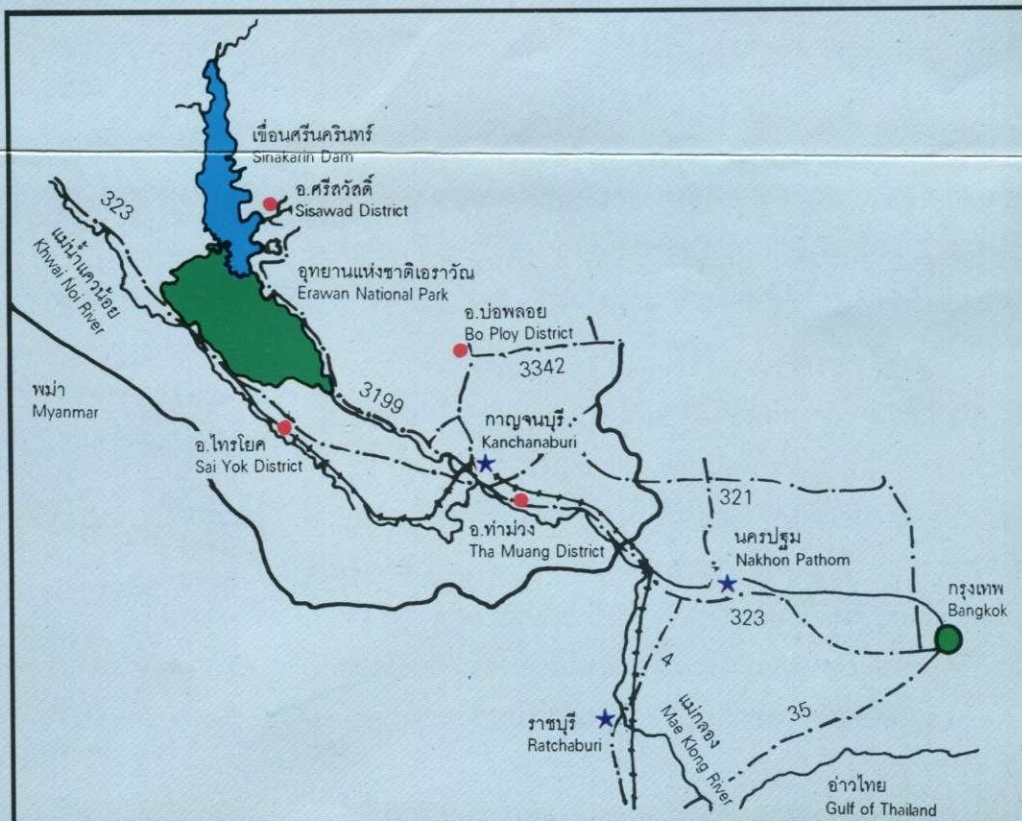 เขื่อนศรีนครินทร์
Sinakarin Dam
อ.ศรีสวัสดิ์
Sisawad District
323
แม่น้ำแควน้อย
Khwai Noi River
อุทยานแห่งชาติเอราวัณ
Erawan National Park
อ.บ่อพลอย
Bo Ploy District
3342
พม่า
Myanmar
3199
กาญจนบุรี
Kanchanaburi
อ.ไทรโยค
Sai Yok District
321
อ.ท่าม่วง
Tha Muang District
นครปฐม
Nakhon Pathom
กรุงเทพ
Bangkok
323
4
แม่กลอง
Mae Klong River
35
ราชบุรี
Ratchaburi
อ่าวไทย
Gulf of Thailand